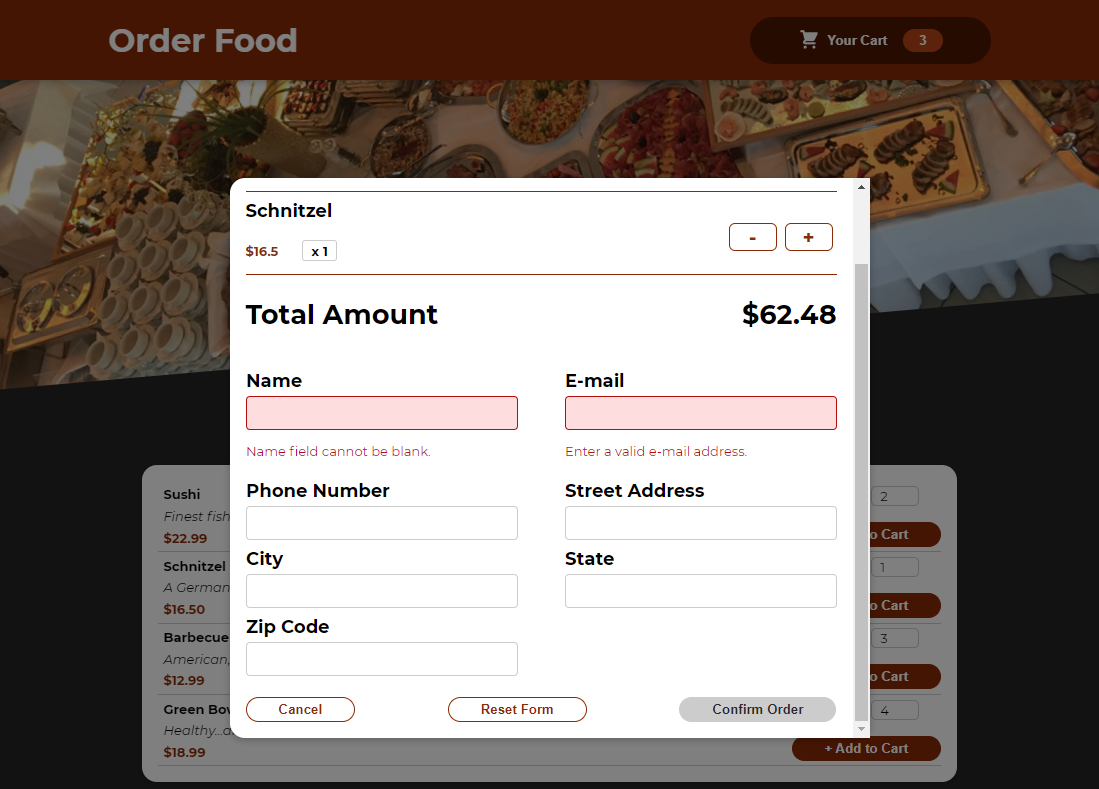 Order Food
Your Cart 3
Schnitzel
$16.5 x 1 - +
Total Amount $62.48
Name E-mail
Name field cannot be blank. Enter a valid e-mail address.
Phone Number Street Address
City State
Zip Code
Cancel Reset Form Confirm Order
Sushi 2
Finest fish
$22.99 o Cart
Schnitzel 1
A German
$16.50 o Cart
Barbecue 3
American,
$12.99 o Cart
Green Bow 4
Healthy...a
$18.99 + Add to Cart